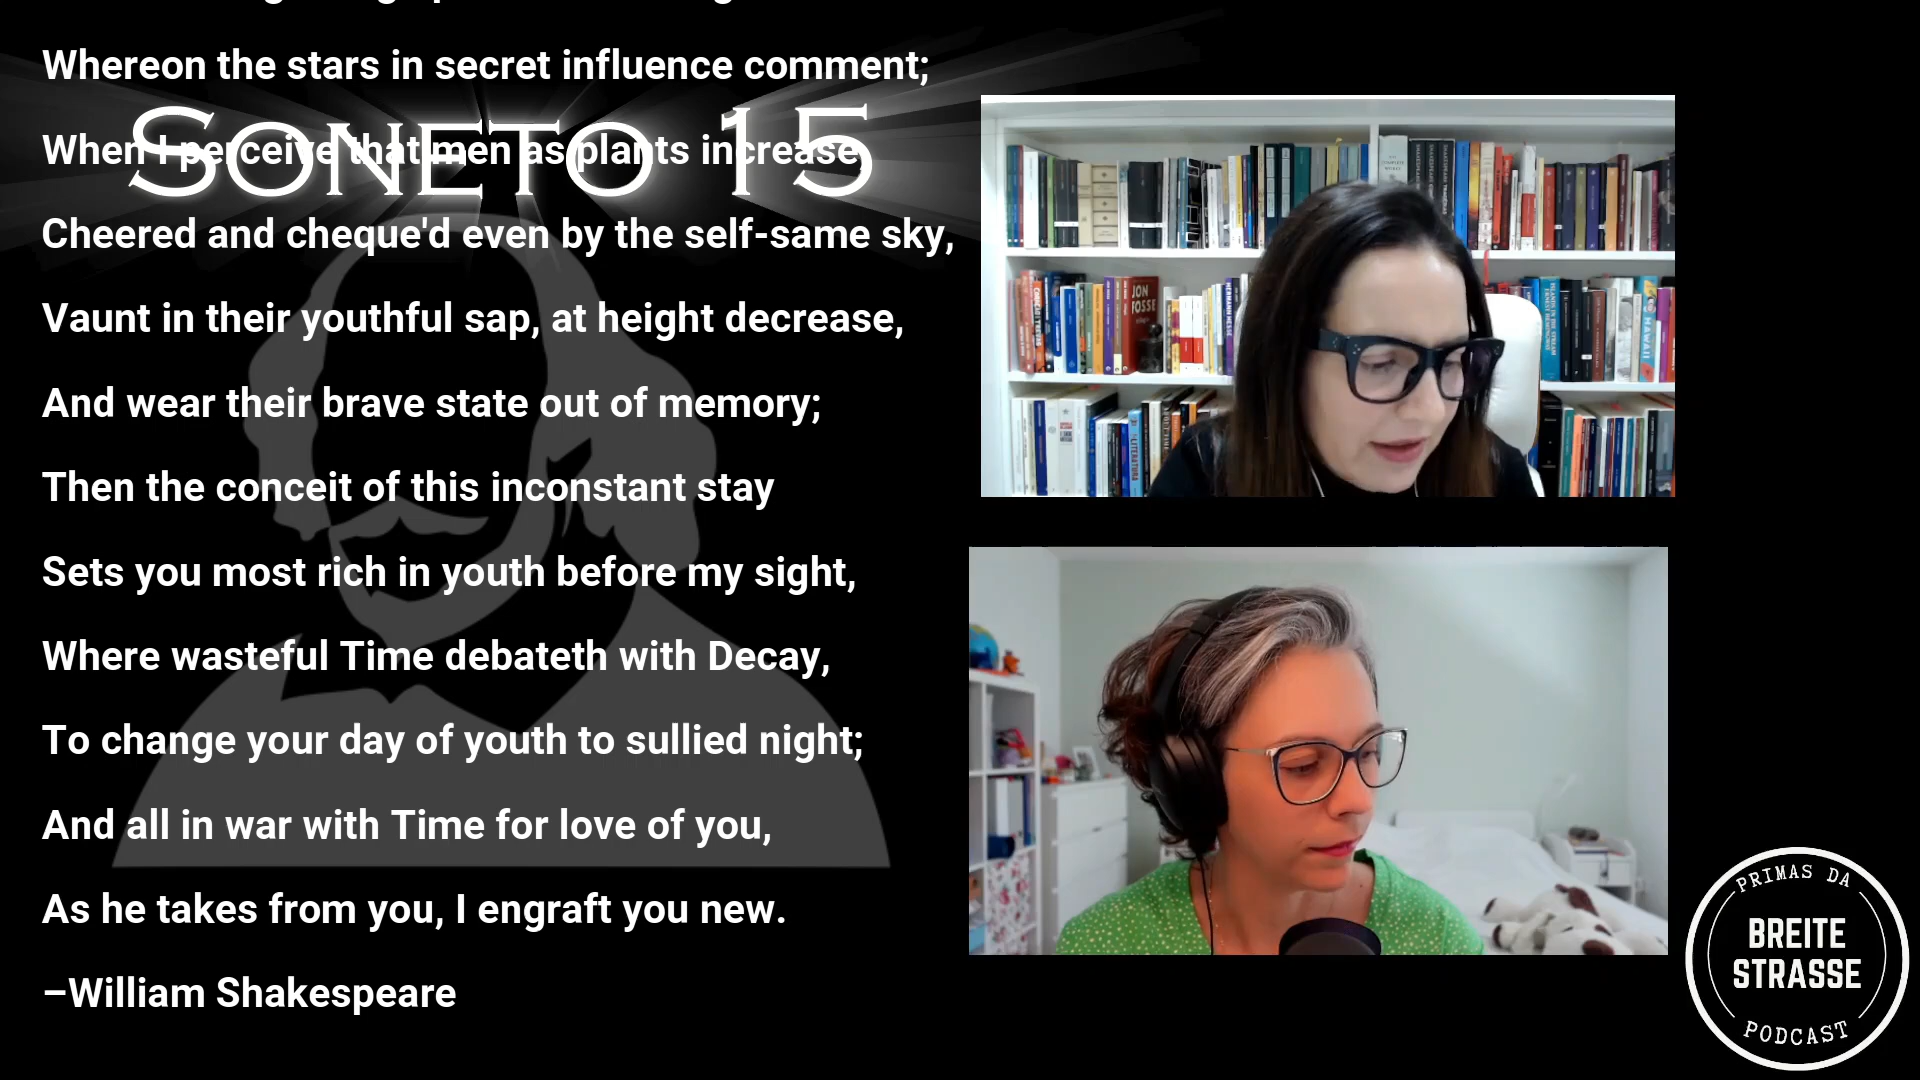 Whereon the stars in secret influence comment;
SONETO 15
When I perceive that men as plants increase,
Cheered and cheque'd even by the self-same sky,
Vaunt in their youthful sap, at height decrease,
And wear their brave state out of memory;
Then the conceit of this inconstant stay
Sets you most rich in youth before my sight,
Where wasteful Time debateth with Decay,
To change your day of youth to sullied night;
And all in war with Time for love of you,
As he takes from you, I engraft you new.
–William Shakespeare
JON
FOSSE
HERMAN HESSE
HAWAII
PRIMAS DA
BREITE
STRASSE
PODCAST